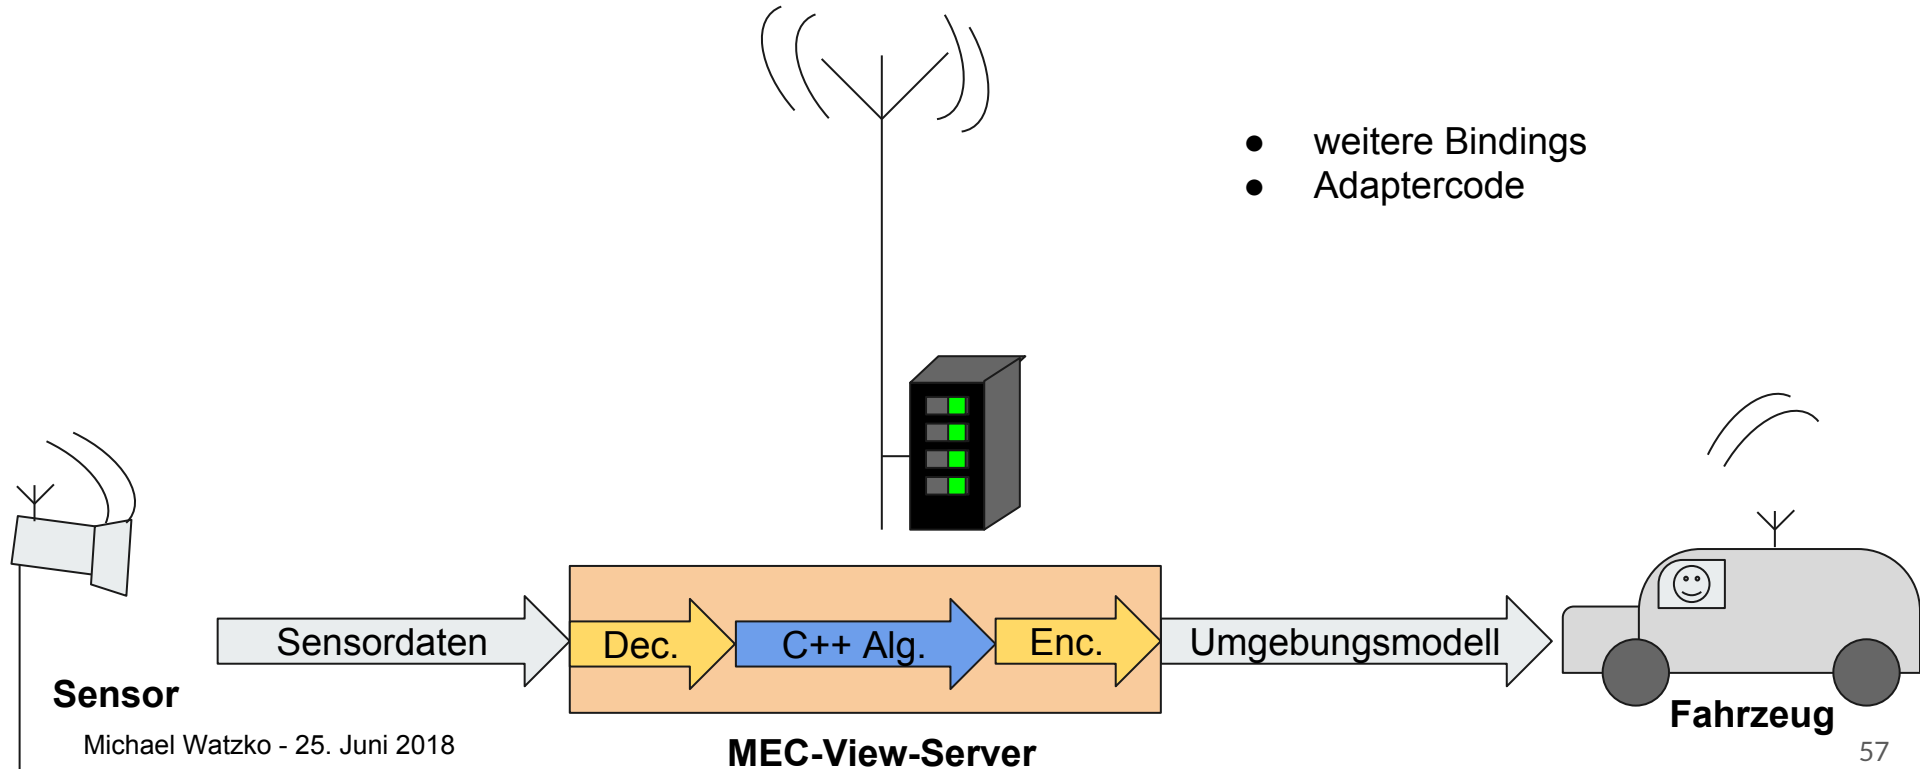 ● weitere Bindings
● Adaptercode
Sensordaten
Dec.
C++ Alg.
Enc.
Umgebungsmodell
Sensor
Fahrzeug
Michael Watzko - 25. Juni 2018
MEC-View-Server
57